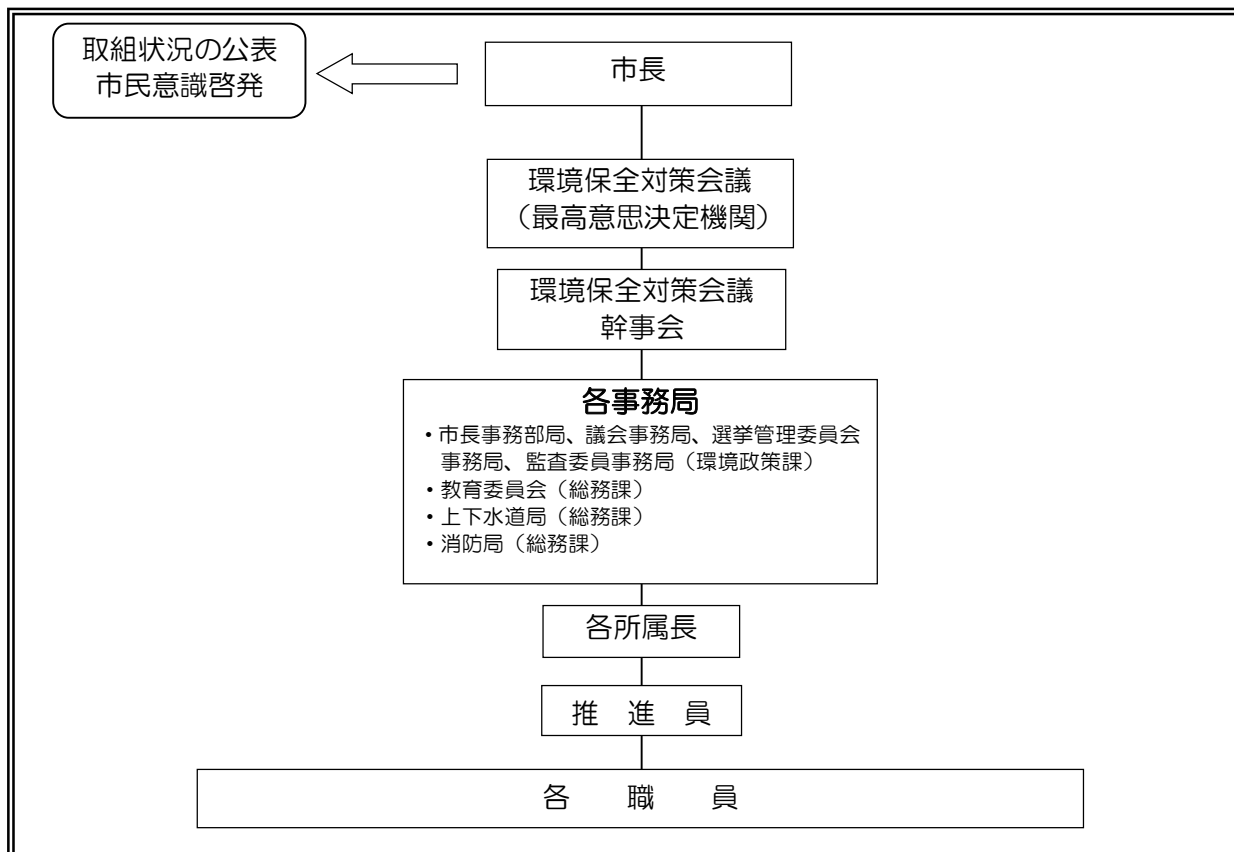 取組状況の公表
市民意識啓発
市長
環境保全対策会議
（最高意思決定機関）
環境保全対策会議
幹事会
各事務局
・市長事務部局、議会事務局、選挙管理委員会
事務局、監査委員事務局（環境政策課）
・教育委員会（総務課）
・上下水道局（総務課）
・消防局（総務課）
各所属長
推　進　員
各　職　員